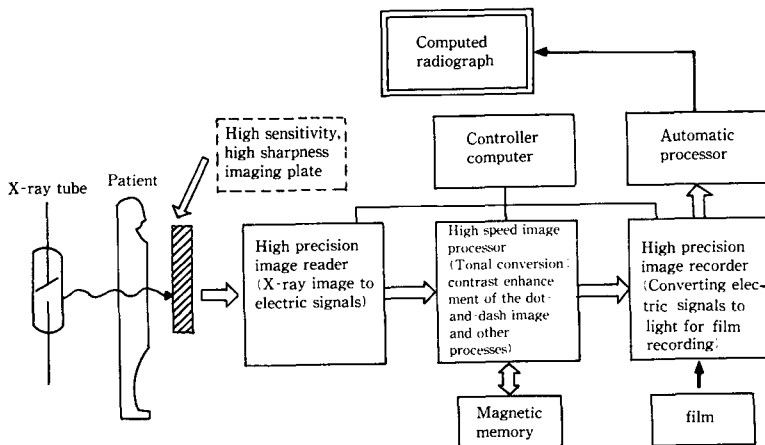 Computed
radiograph
High sensitivity,
high sharpness
imaging plate
Controller
computer
Automatic
processor
X-ray tube
Patient
High precision
image reader
(X-ray image to
electric signals)
High speed image
processor
(Tonal conversion;
contrast enhance
ment of the dot-
and-dash image
and other
processes)
High precision
image recorder
(Converting elec-
tric signals to
light for film
recording)
Magnetic
memory
film